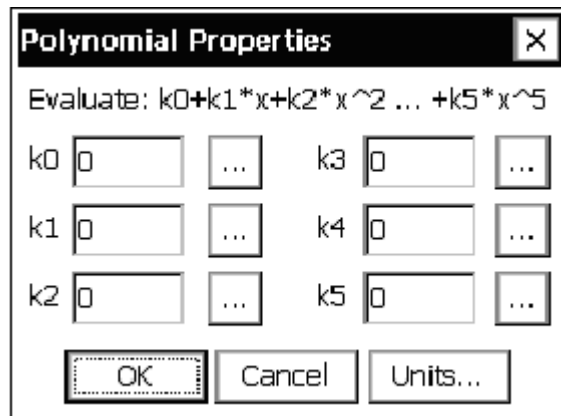 Polynomial Properties
Evaluate: k0+k1*x+k2*x^2 ... +k5*x^5
k0 0 ... k3 0 ...
k1 0 ... k4 0 ...
k2 0 ... k5 0 ...
OK Cancel Units...